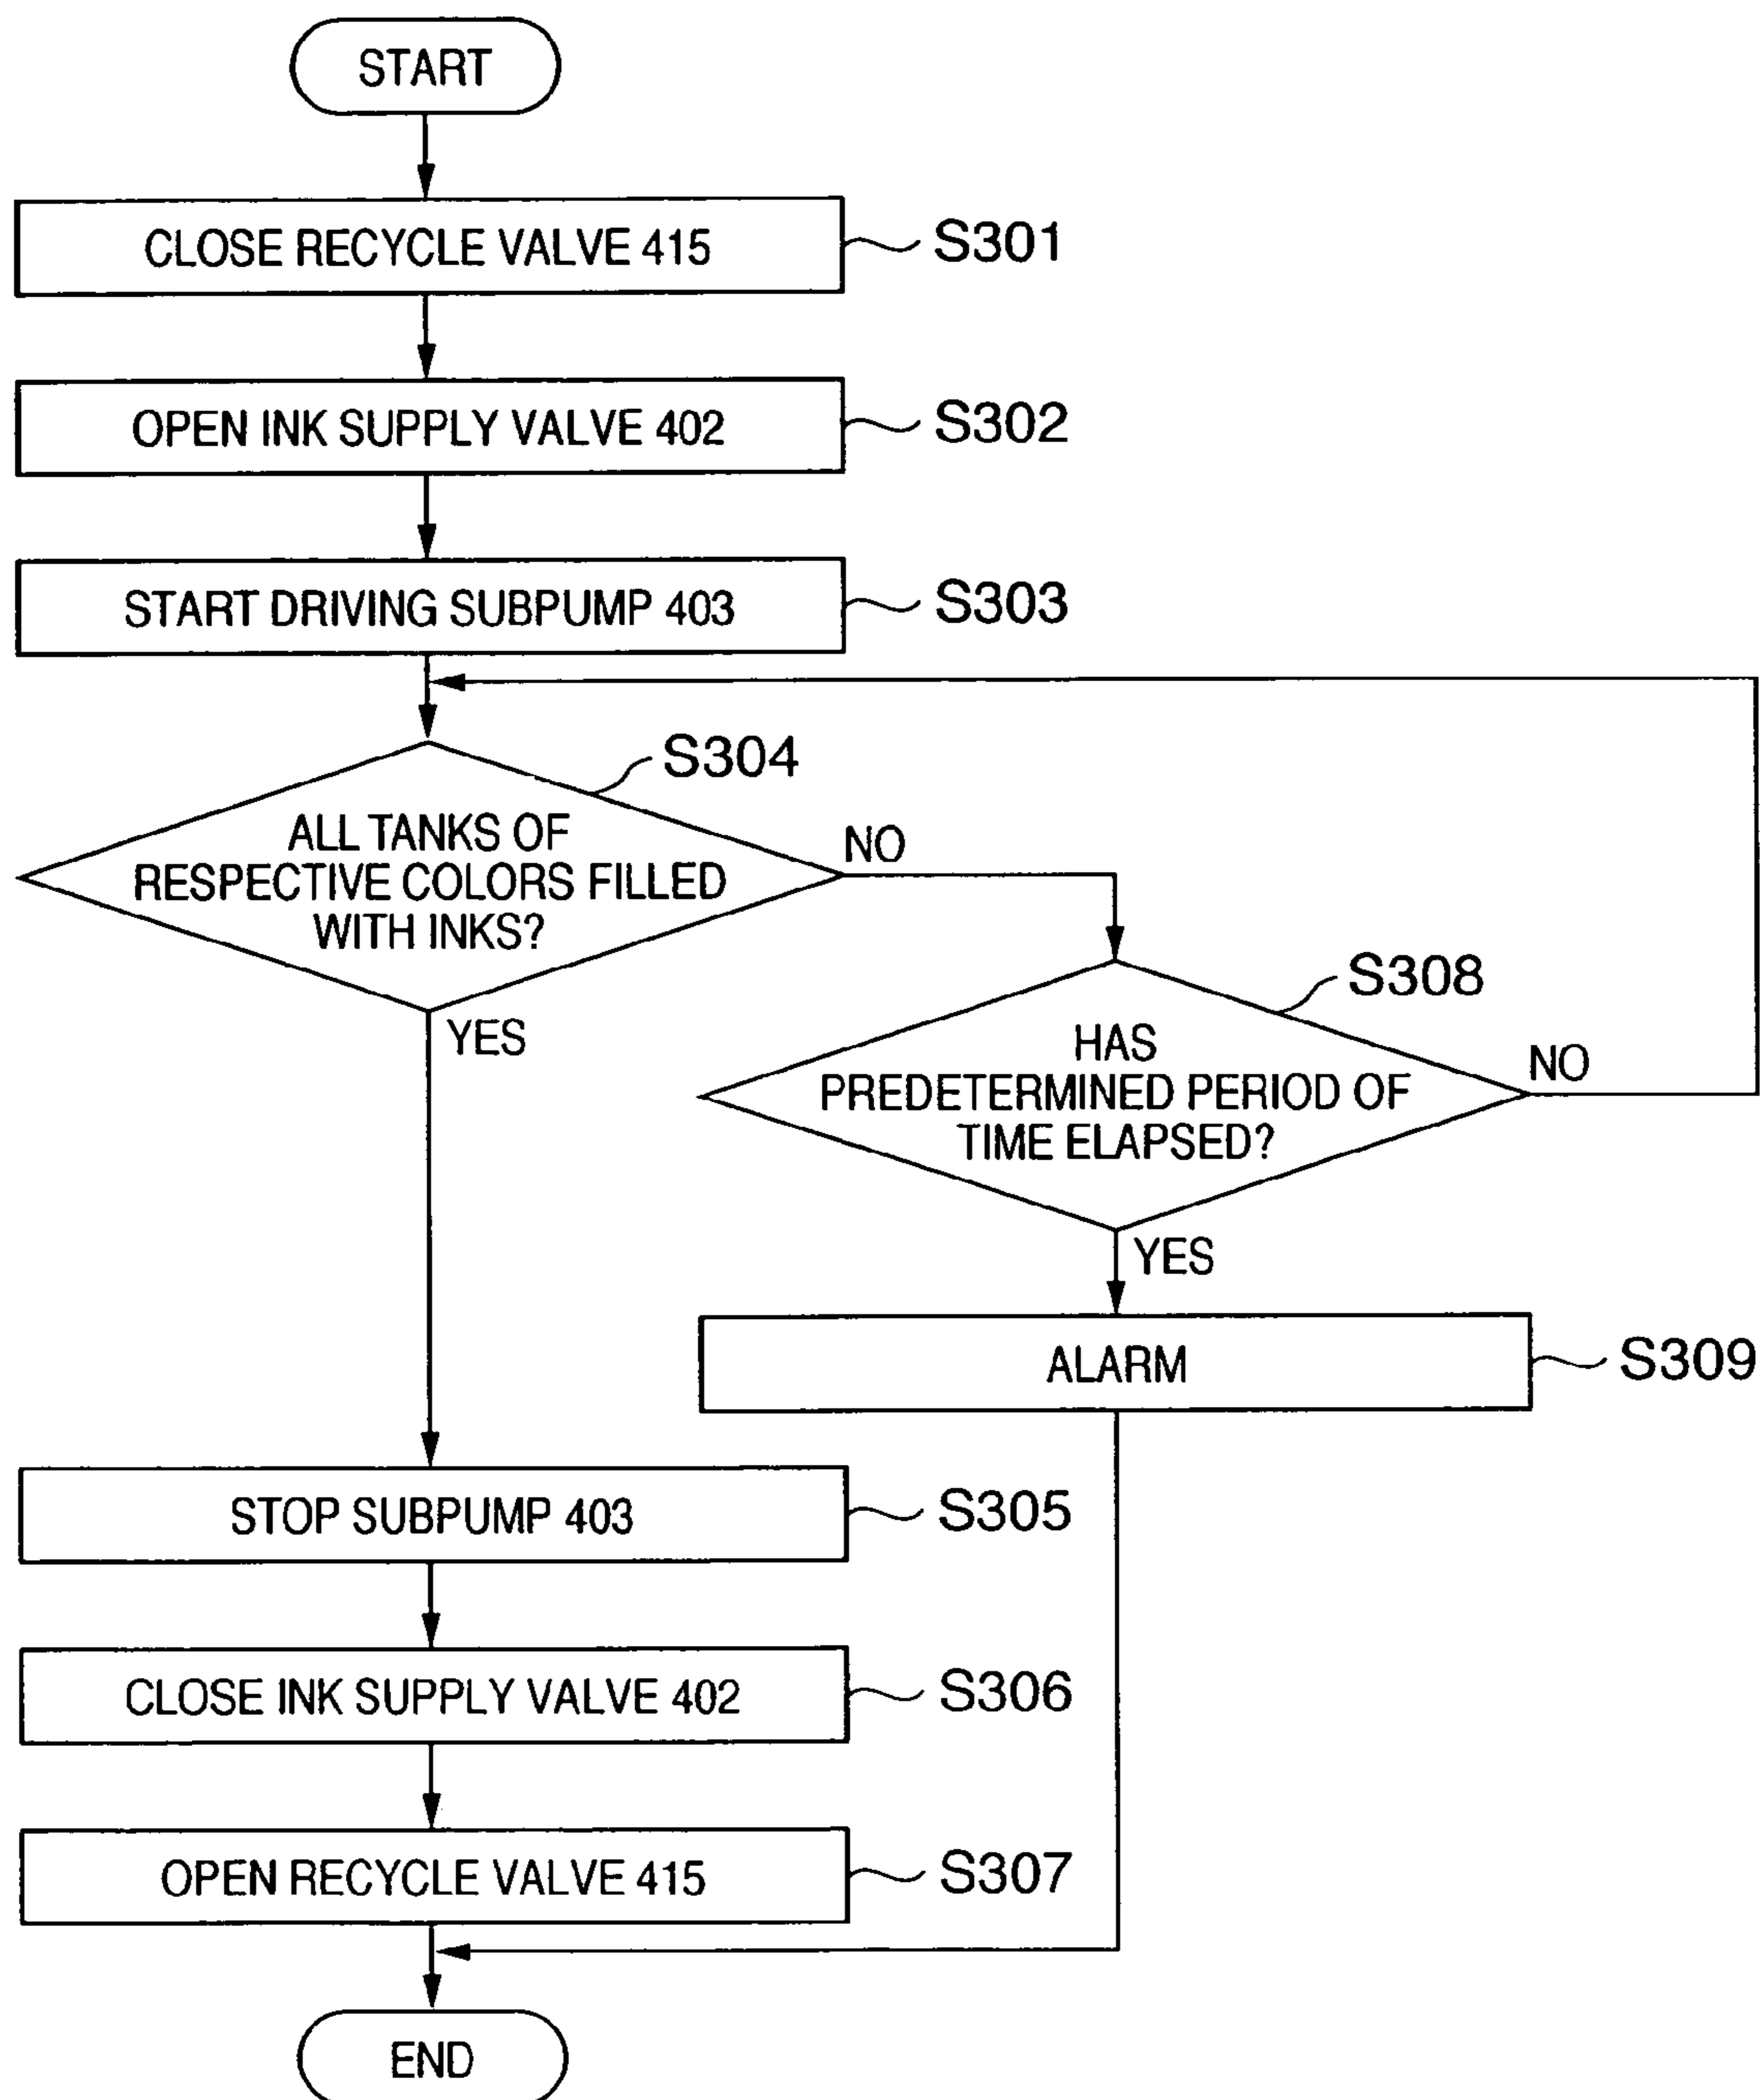 START
CLOSE RECYCLE VALVE 415
S301
OPEN INK SUPPLY VALVE 402
S302
START DRIVING SUBPUMP 403
S303
S304
ALL TANKS OF
RESPECTIVE COLORS FILLED
WITH INKS?
NO
YES
S308
HAS
PREDETERMINED PERIOD OF
TIME ELAPSED?
NO
YES
ALARM
S309
STOP SUBPUMP 403
S305
CLOSE INK SUPPLY VALVE 402
S306
OPEN RECYCLE VALVE 415
S307
END